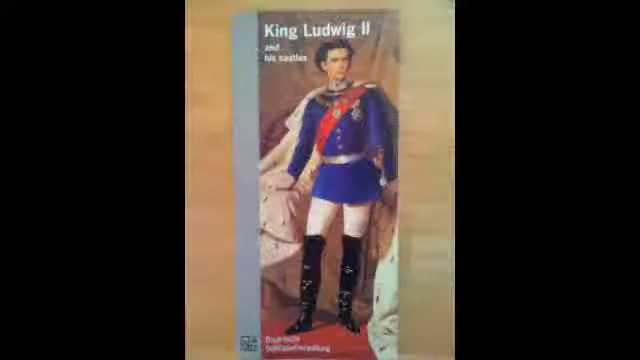 King Ludwig II
and
his castles
Bayerische
Schlösserverwaltung